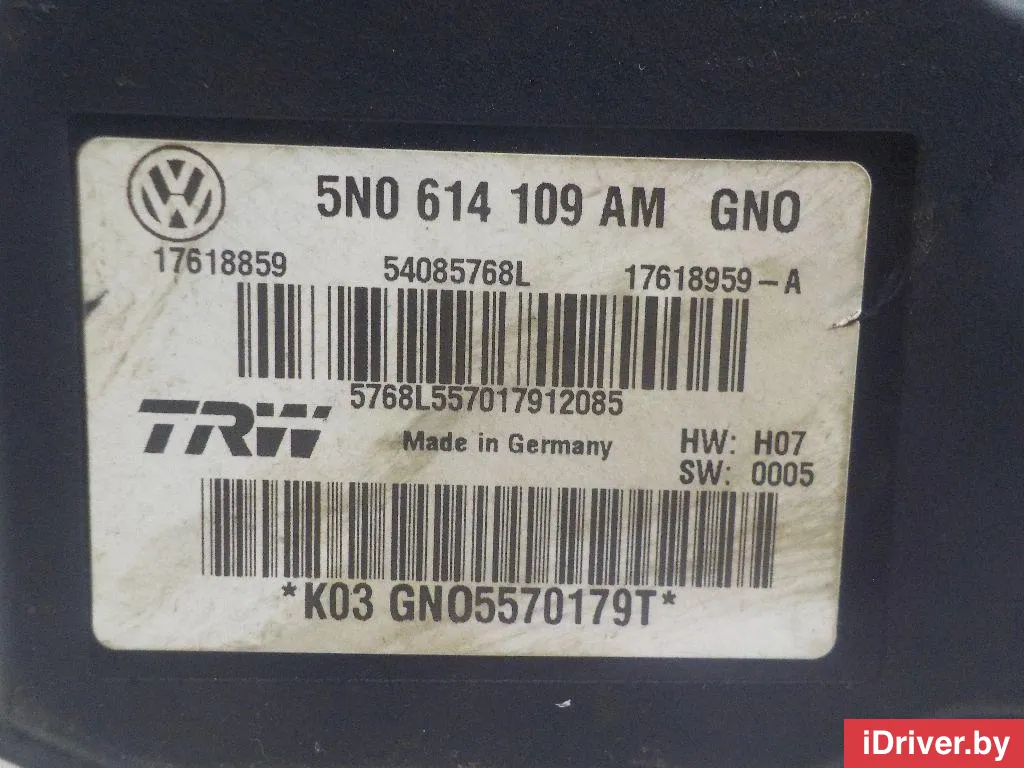 5N0 614 109 AM GNO
17618859 54085768L 17618959-A
5768L557017912085
TRW Made in Germany HW: H07
SW: 0005
*K03 GNO5570179T*
iDriver.by